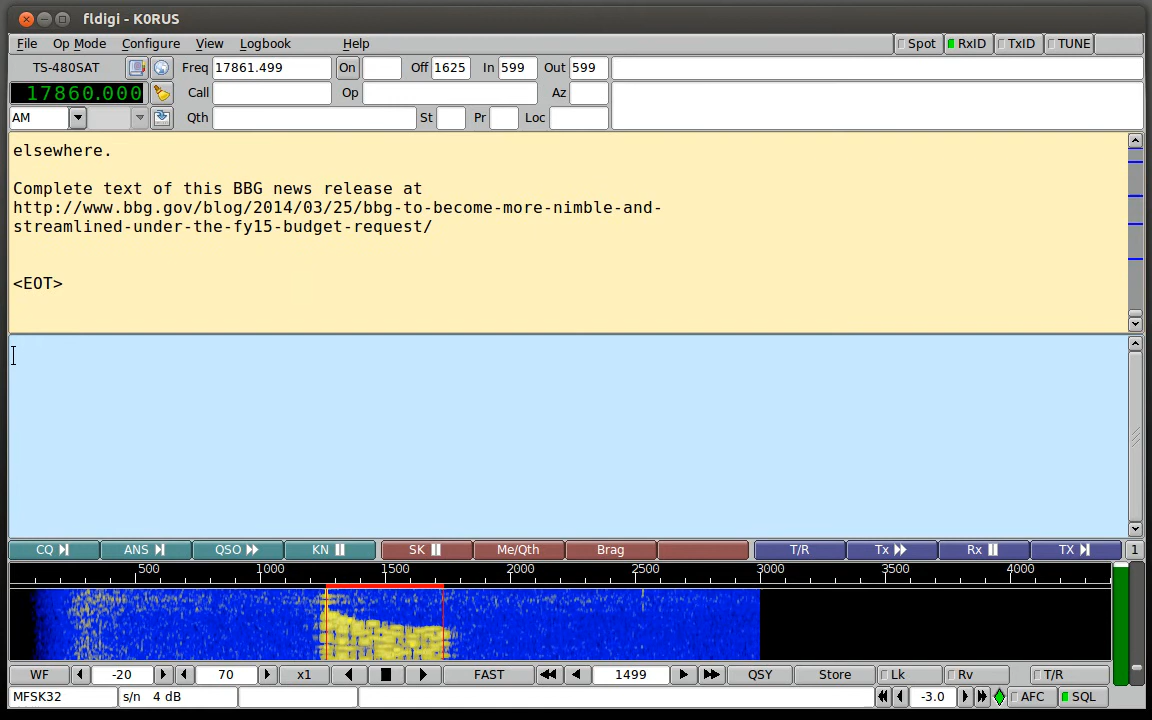 fldigi - K0RUS
File Op Mode Configure View Logbook Help Spot RxID TxID TUNE
TS-480SAT Freq 17861.499 On Off 1625 In 599 Out 599
17860.000 Call Op Az
AM Qth St Pr Loc
elsewhere.
Complete text of this BBG news release at
http://www.bbg.gov/blog/2014/03/25/bbg-to-become-more-nimble-and-
streamlined-under-the-fy15-budget-request/
<EOT>
CQ ANS QSO KN SK Me/Qth Brag T/R Tx Rx TX 1
500 1000 1500 2000 2500 3000 3500 4000
WF -20 70 x1 FAST 1499 QSY Store Lk Rv T/R
MFSK32 s/n 4 dB -3.0 AFC SQL